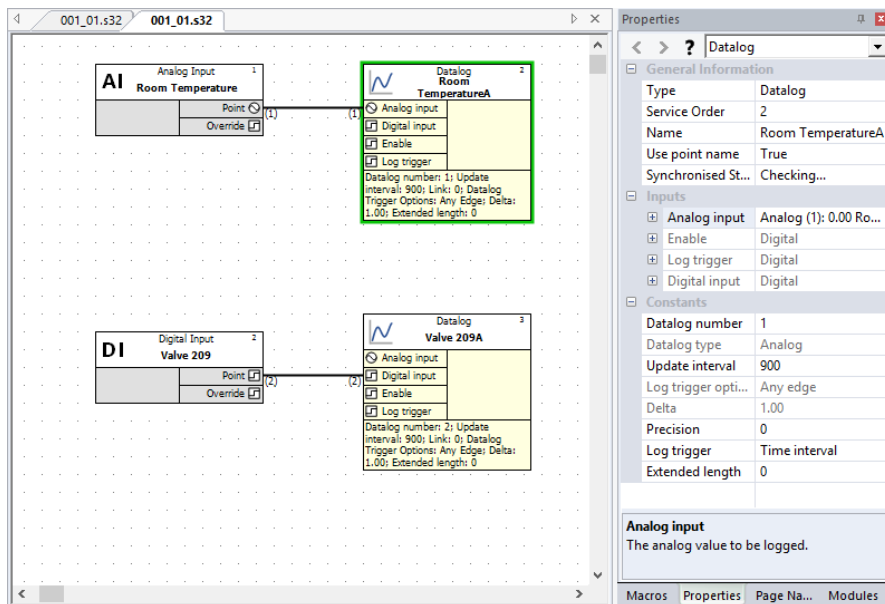 001_01.s32
001_01.s32
AI
Analog Input 1
Room Temperature
Point
Override
(1)
(1)
Datalog 2
Room
TemperatureA
Analog input
Digital input
Enable
Log trigger
Datalog number: 1; Update
interval: 900; Link: 0; Datalog
Trigger Options: Any Edge; Delta:
1.00; Extended length: 0
DI
Digital Input 2
Valve 209
Point
Override
(2)
(2)
Datalog 3
Valve 209A
Analog input
Digital input
Enable
Log trigger
Datalog number: 2; Update
interval: 900; Link: 0; Datalog
Trigger Options: Any Edge; Delta:
1.00; Extended length: 0
Properties
? Datalog
General Information
Type Datalog
Service Order 2
Name Room TemperatureA
Use point name True
Synchronised St... Checking...
Inputs
Analog input Analog (1): 0.00 Ro...
Enable Digital
Log trigger Digital
Digital input Digital
Constants
Datalog number 1
Datalog type Analog
Update interval 900
Log trigger opti... Any edge
Delta 1.00
Precision 0
Log trigger Time interval
Extended length 0
Analog input
The analog value to be logged.
Macros Properties Page Na... Modules